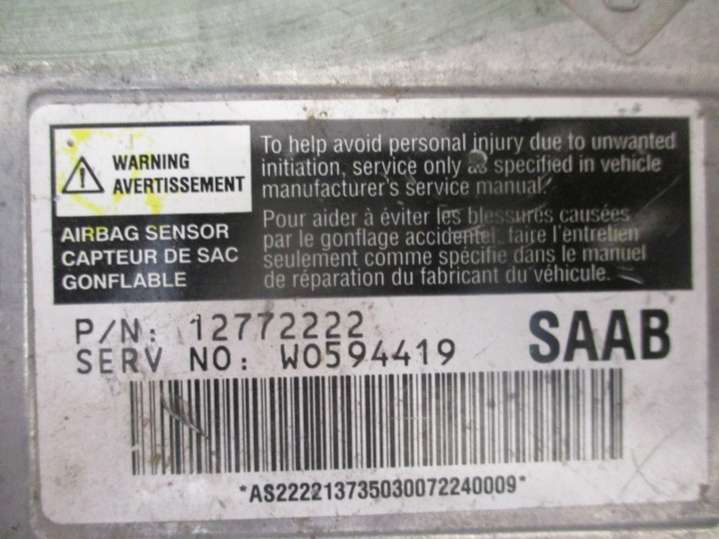 WARNING
AVERTISSEMENT
AIRBAG SENSOR
CAPTEUR DE SAC
GONFLABLE
To help avoid personal injury due to unwanted
initiation, service only as specified in vehicle
manufacturer's service manual.
Pour aider à éviter les blessures causées
par le gonflage accidentel, faire l'entretien
seulement comme spécifie dans le manuel
de réparation du fabricant du véhicule.
P/N: 12772222
SERV NO: W0594419
SAAB
*AS222213735030072240009*